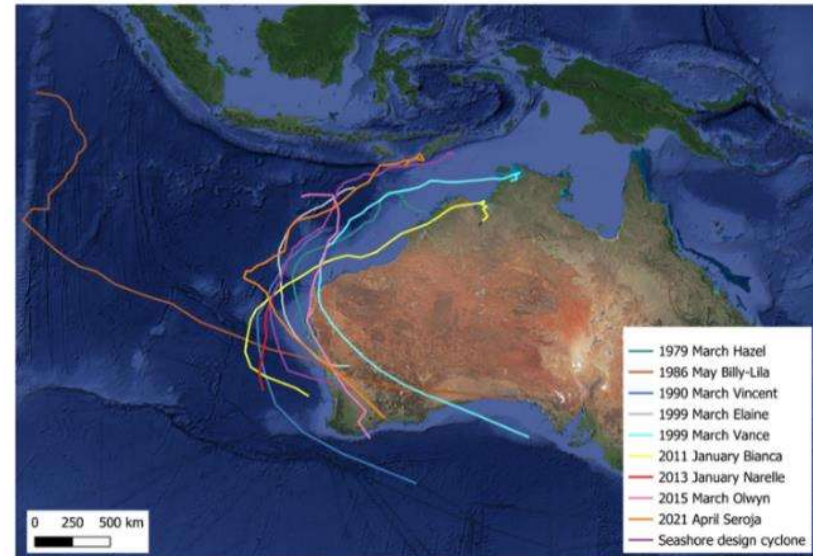 1979 March Hazel
1986 May Billy-Lila
1990 March Vincent
1999 March Elaine
1999 March Vance
2011 January Bianca
2013 January Narelle
2015 March Olwyn
2021 April Seroja
Seashore design cyclone
0 250 500 km